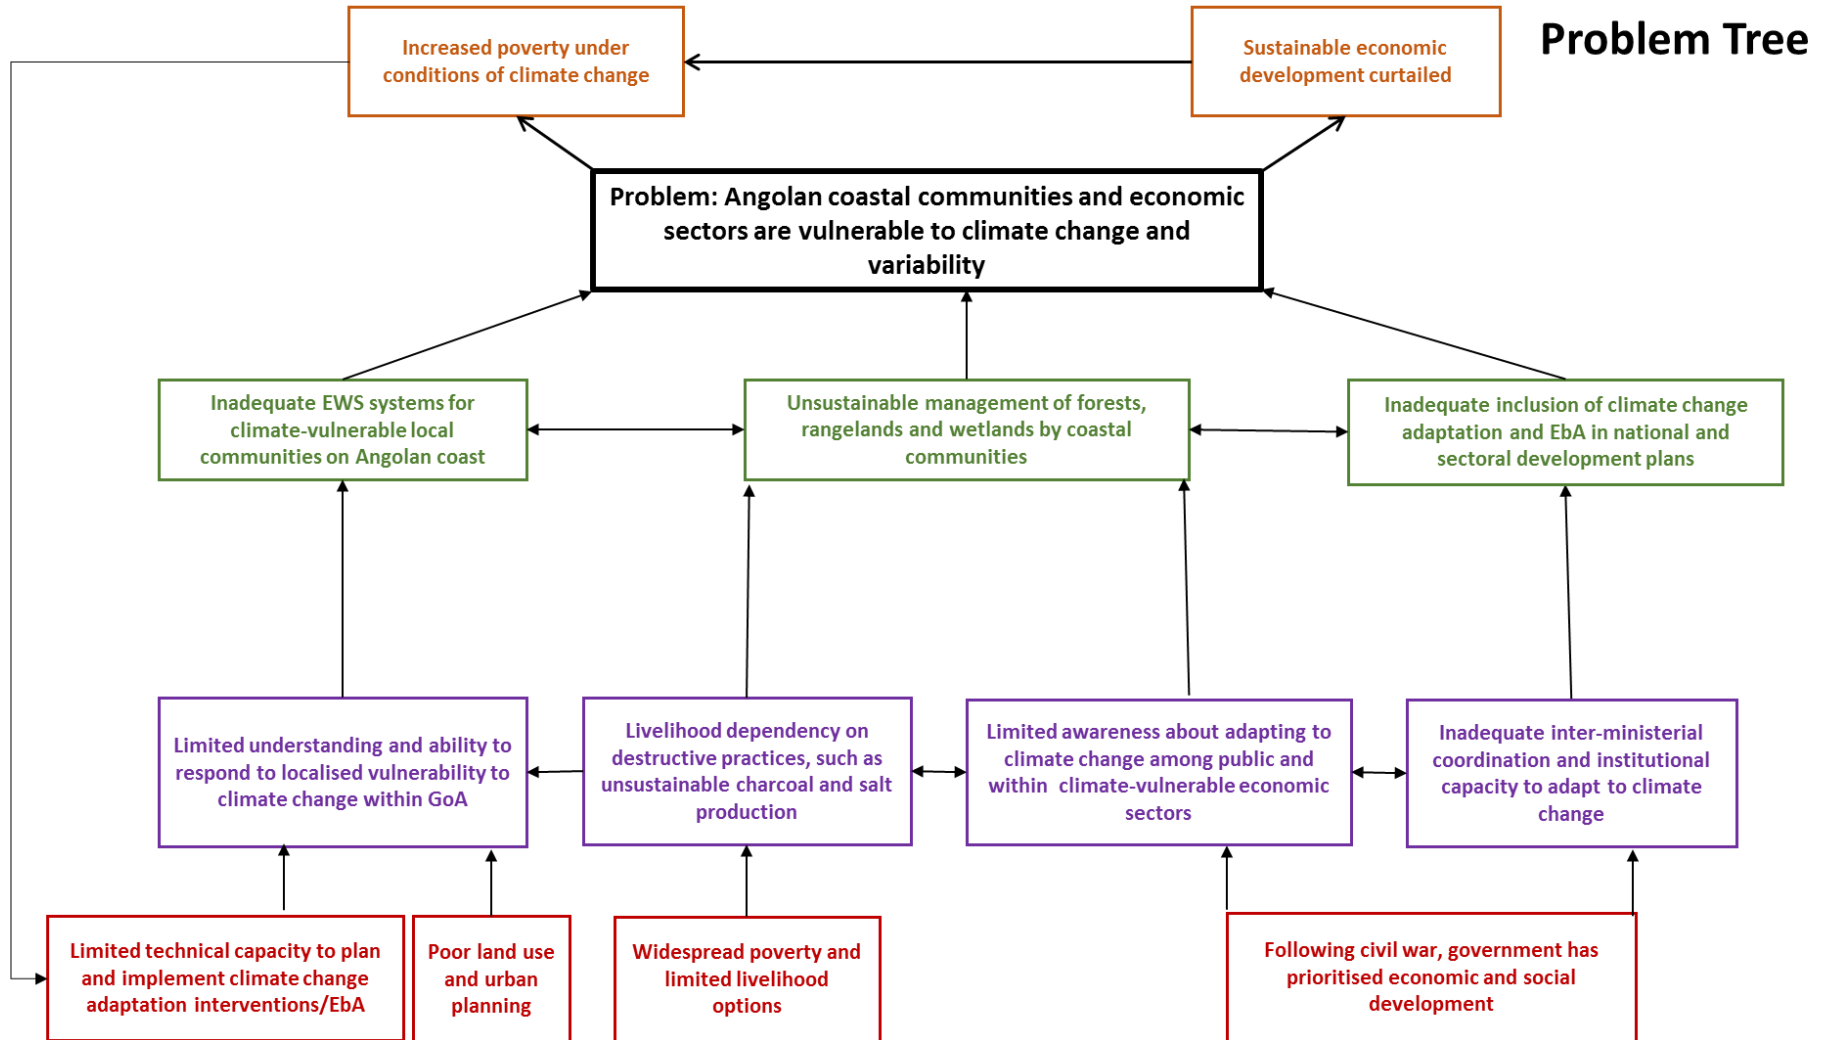 Problem Tree
Increased poverty under
conditions of climate change
Sustainable economic
development curtailed
Problem: Angolan coastal communities and economic
sectors are vulnerable to climate change and
variability
Inadequate EWS systems for
climate-vulnerable local
communities on Angolan coast
Unsustainable management of forests,
rangelands and wetlands by coastal
communities
Inadequate inclusion of climate change
adaptation and EbA in national and
sectoral development plans
Limited understanding and ability to
respond to localised vulnerability to
climate change within GoA
Livelihood dependency on
destructive practices, such as
unsustainable charcoal and salt
production
Limited awareness about adapting to
climate change among public and
within climate-vulnerable economic
sectors
Inadequate inter-ministerial
coordination and institutional
capacity to adapt to climate
change
Limited technical capacity to plan
and implement climate change
adaptation interventions/EbA
Poor land use
and urban
planning
Widespread poverty and
limited livelihood
options
Following civil war, government has
prioritised economic and social
development